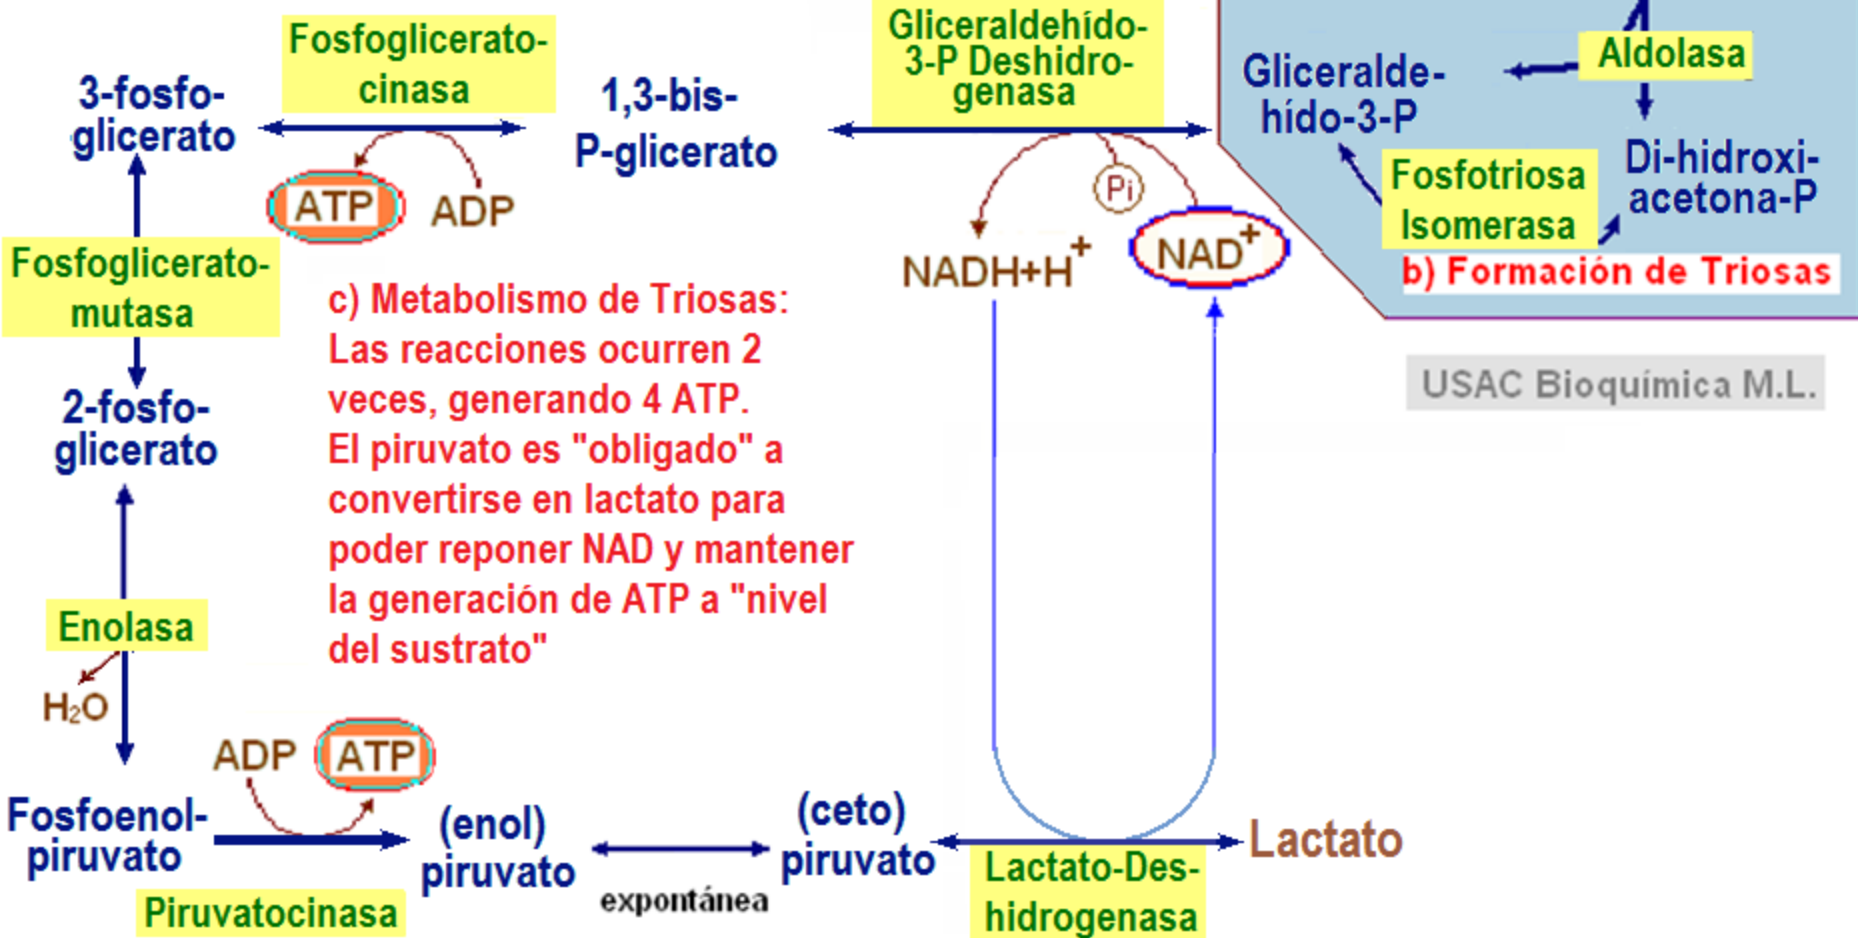 Fosfoglicerato-
cinasa
3-fosfo-
glicerato
1,3-bis-
P-glicerato
ATP
ADP
Gliceraldehído-
3-P Deshidro-
genasa
Pi
NADH+H+
NAD+
Aldolasa
Gliceralde-
hído-3-P
Di-hidroxi-
acetona-P
Fosfotriosa
Isomerasa
b) Formación de Triosas
USAC Bioquímica M.L.
Fosfoglicerato-
mutasa
c) Metabolismo de Triosas:
Las reacciones ocurren 2
veces, generando 4 ATP.
El piruvato es "obligado" a
convertirse en lactato para
poder reponer NAD y mantener
la generación de ATP a "nivel
del sustrato"
2-fosfo-
glicerato
Enolasa
H₂O
ADP
ATP
Fosfoenol-
piruvato
Piruvatocinasa
(enol)
piruvato
expontánea
(ceto)
piruvato
Lactato-Des-
hidrogenasa
Lactato